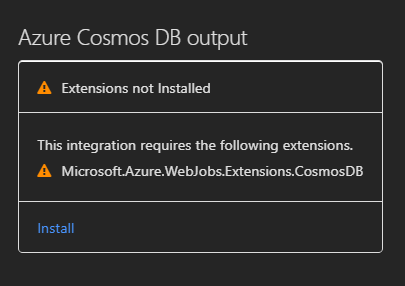 Azure Cosmos DB output
Extensions not Installed
This integration requires the following extensions.
Microsoft.Azure.WebJobs.Extensions.CosmosDB
Install